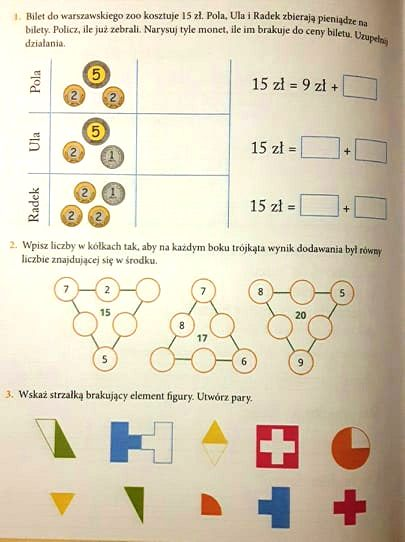 1. Bilet do warszawskiego zoo kosztuje 15 zł. Pola, Ula i Radek zbierają pieniądze na
bilety. Policz, ile już zebrali. Narysuj tyle monet, ile im brakuje do ceny biletu. Uzupełnij
działania.
Pola
5
2 2
15 zł = 9 zł +
Ula
5
2 1
15 zł = +
Radek
2 1
2 2
15 zł = +
2. Wpisz liczby w kółkach tak, aby na każdym boku trójkąta wynik dodawania był równy
liczbie znajdującej się w środku.
7 2 7 8 5
15 8 20
17
5 6 9
3. Wskaż strzałką brakujący element figury. Utwórz pary.